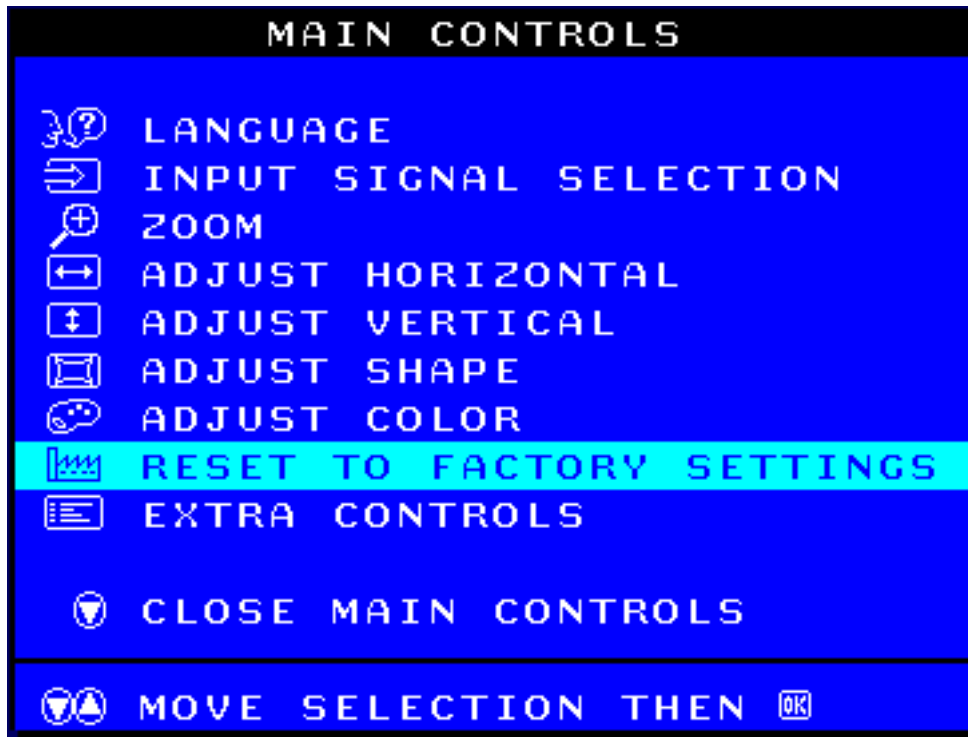 MAIN CONTROLS
LANGUAGE
INPUT SIGNAL SELECTION
ZOOM
ADJUST HORIZONTAL
ADJUST VERTICAL
ADJUST SHAPE
ADJUST COLOR
RESET TO FACTORY SETTINGS
EXTRA CONTROLS
CLOSE MAIN CONTROLS
MOVE SELECTION THEN OK